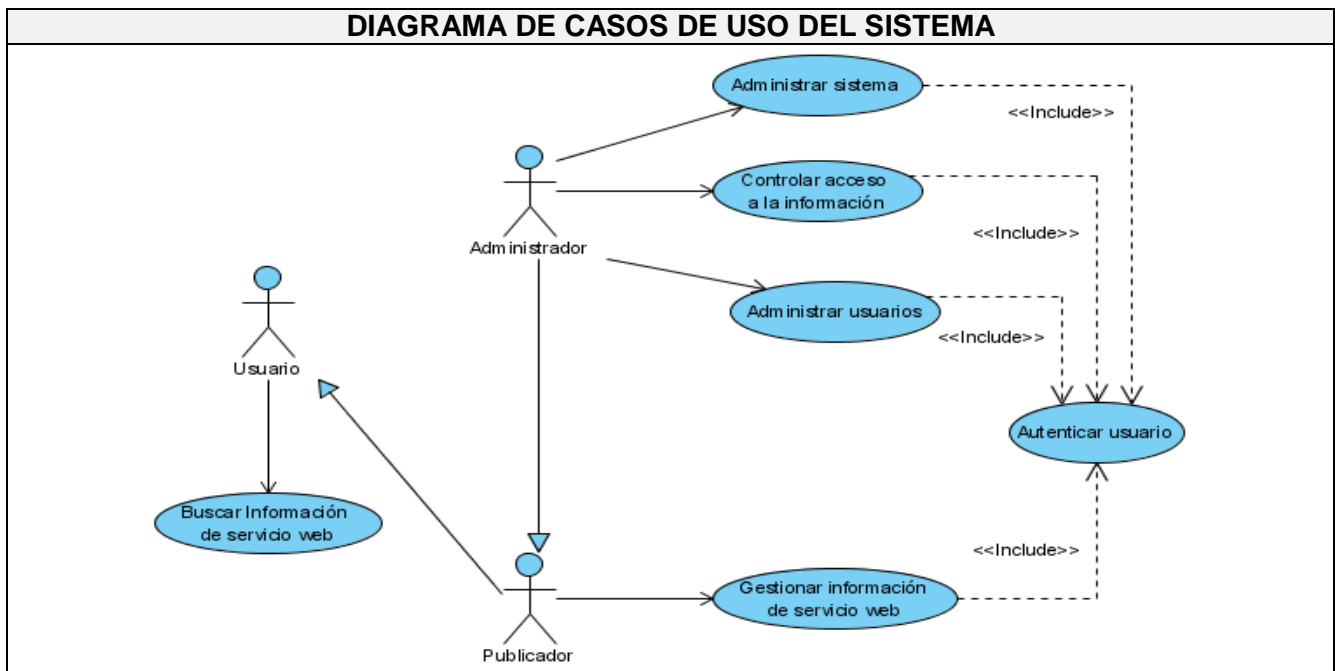 DIAGRAMA DE CASOS DE USO DEL SISTEMA
Administrar sistema
<<Include>>
Controlar acceso
a la información
<<Include>>
Administrador
Administrar usuarios
<<Include>>
Usuario
Autenticar usuario
Buscar Información
de servicio web
<<Include>>
Gestionar información
de servicio web
Publicador